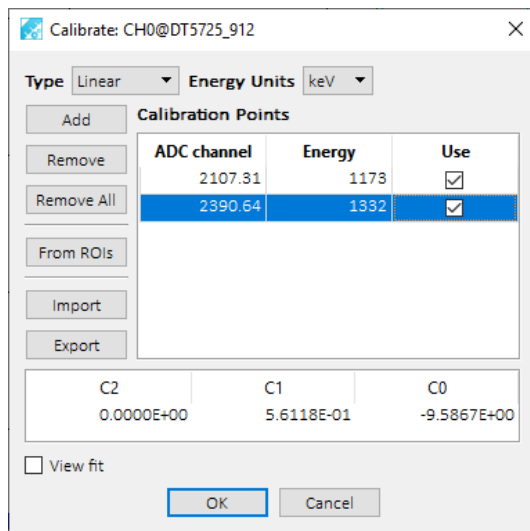 Calibrate: CH0@DT5725_912
Type Linear Energy Units keV
Add
Calibration Points
Remove
Remove All
From ROIs
Import
Export
ADC channel Energy Use
2107.31 1173
2390.64 1332
C2 C1 C0
0.0000E+00 5.6118E-01 -9.5867E+00
View fit
OK Cancel